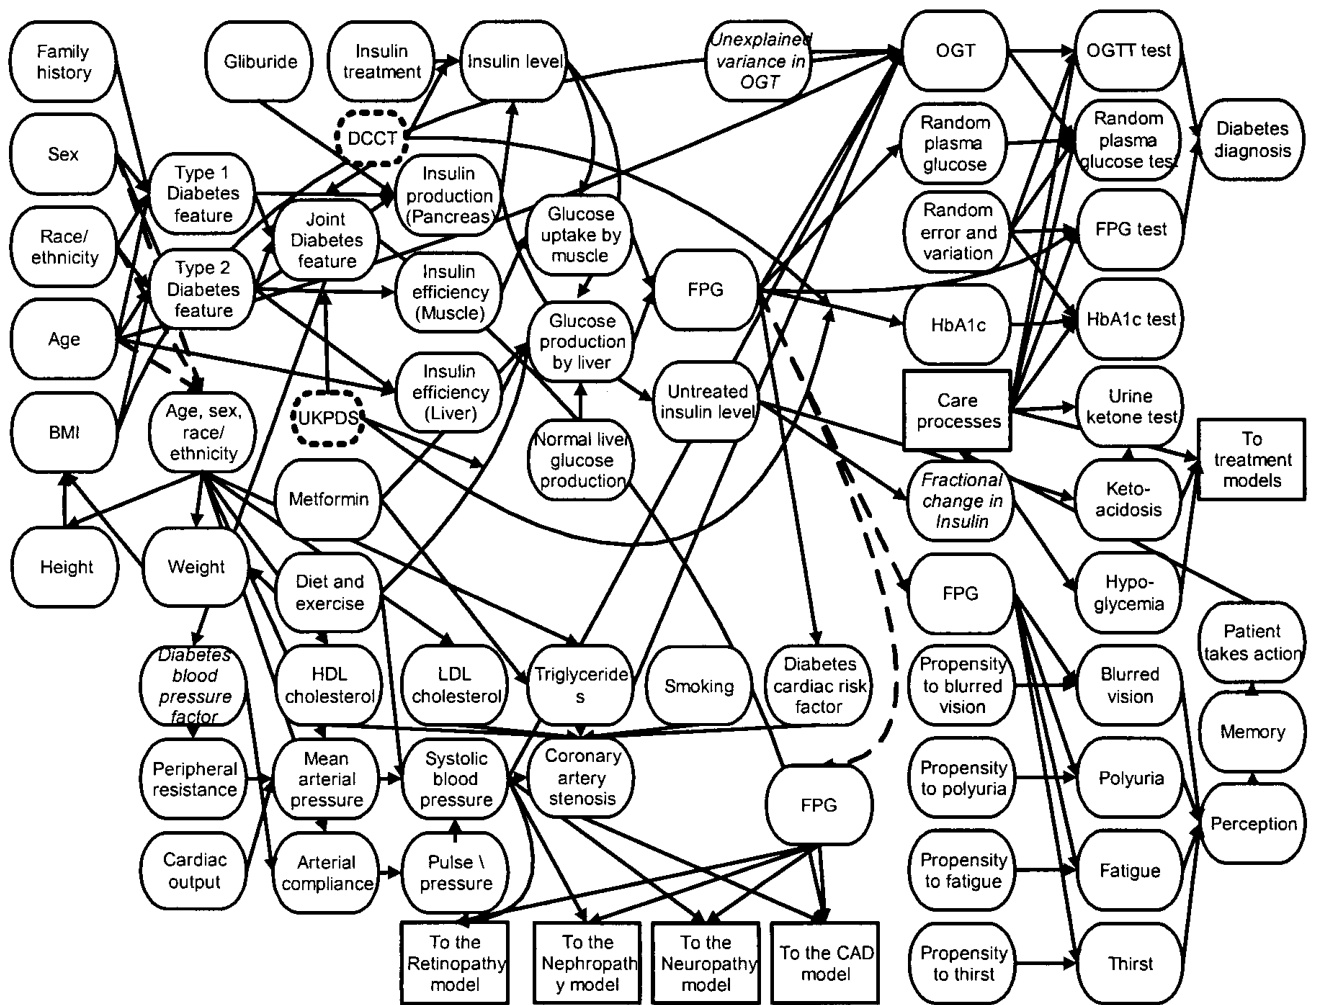 Family
history
Gliburide
Insulin
treatment
Insulin level
Unexplained
variance in
OGT
OGT
OGTT test
DCCT
Sex
Type 1
Diabetes
feature
Insulin
production
(Pancreas)
Random
plasma
glucose
Random
plasma
glucose test
Diabetes
diagnosis
Race/
ethnicity
Type 2
Diabetes
feature
Joint
Diabetes
feature
Insulin
efficiency
(Muscle)
Glucose
uptake by
muscle
FPG
Random
error and
variation
FPG test
Age
Insulin
efficiency
(Liver)
Glucose
production
by liver
HbA1c
HbA1c test
BMI
Age, sex,
race/
ethnicity
UKPDS
Normal liver
glucose
production
Untreated
insulin level
Care
processes
Urine
ketone test
To
treatment
models
Metformin
Fractional
change in
Insulin
Keto-
acidosis
Height
Weight
Diet and
exercise
FPG
Hypo-
glycemia
Patient
takes action
Diabetes
blood
pressure
factor
HDL
cholesterol
LDL
cholesterol
Triglyceride
s
Smoking
Diabetes
cardiac risk
factor
Propensity
to blurred
vision
Blurred
vision
Memory
Peripheral
resistance
Mean
arterial
pressure
Systolic
blood
pressure
Coronary
artery
stenosis
FPG
Propensity
to polyuria
Polyuria
Perception
Cardiac
output
Arterial
compliance
Pulse \
pressure
Propensity
to fatigue
Fatigue
To the
Retinopathy
model
To the
Nephropath
y model
To the
Neuropathy
model
To the CAD
model
Propensity
to thirst
Thirst